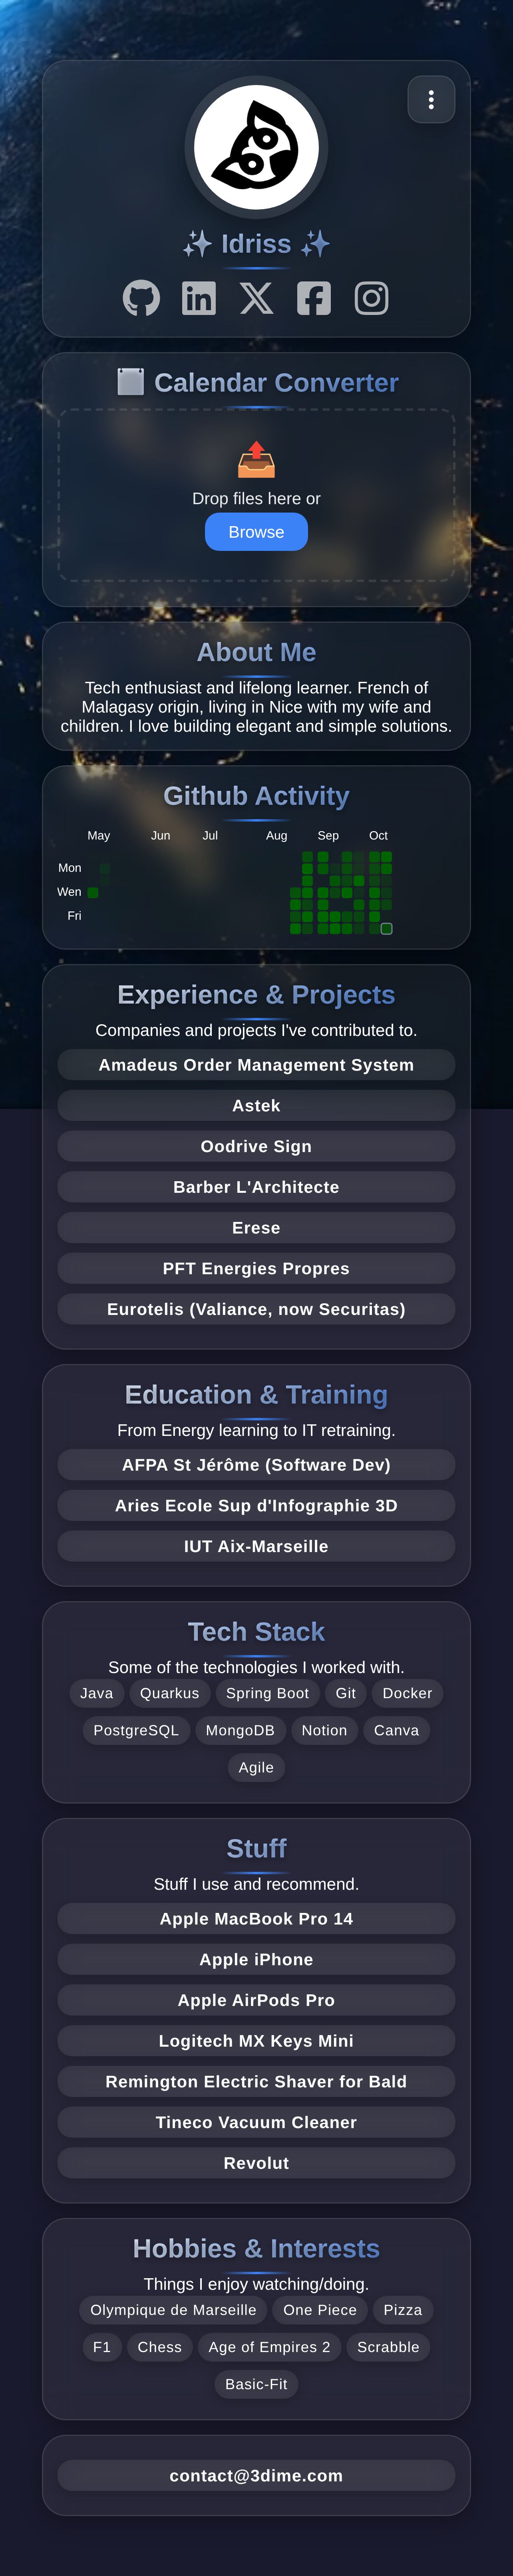 ✨ Idriss ✨
Calendar Converter
Drop files here or
Browse
About Me
Tech enthusiast and lifelong learner. French of
Malagasy origin, living in Nice with my wife and
children. I love building elegant and simple solutions.
Github Activity
May Jun Jul Aug Sep Oct
Mon
Wen
Fri
Experience & Projects
Companies and projects I've contributed to.
Amadeus Order Management System
Astek
Oodrive Sign
Barber L'Architecte
Erese
PFT Energies Propres
Eurotelis (Valiance, now Securitas)
Education & Training
From Energy learning to IT retraining.
AFPA St Jérôme (Software Dev)
Aries Ecole Sup d'Infographie 3D
IUT Aix-Marseille
Tech Stack
Some of the technologies I worked with.
Java Quarkus Spring Boot Git Docker
PostgreSQL MongoDB Notion Canva
Agile
Stuff
Stuff I use and recommend.
Apple MacBook Pro 14
Apple iPhone
Apple AirPods Pro
Logitech MX Keys Mini
Remington Electric Shaver for Bald
Tineco Vacuum Cleaner
Revolut
Hobbies & Interests
Things I enjoy watching/doing.
Olympique de Marseille One Piece Pizza
F1 Chess Age of Empires 2 Scrabble
Basic-Fit
contact@3dime.com